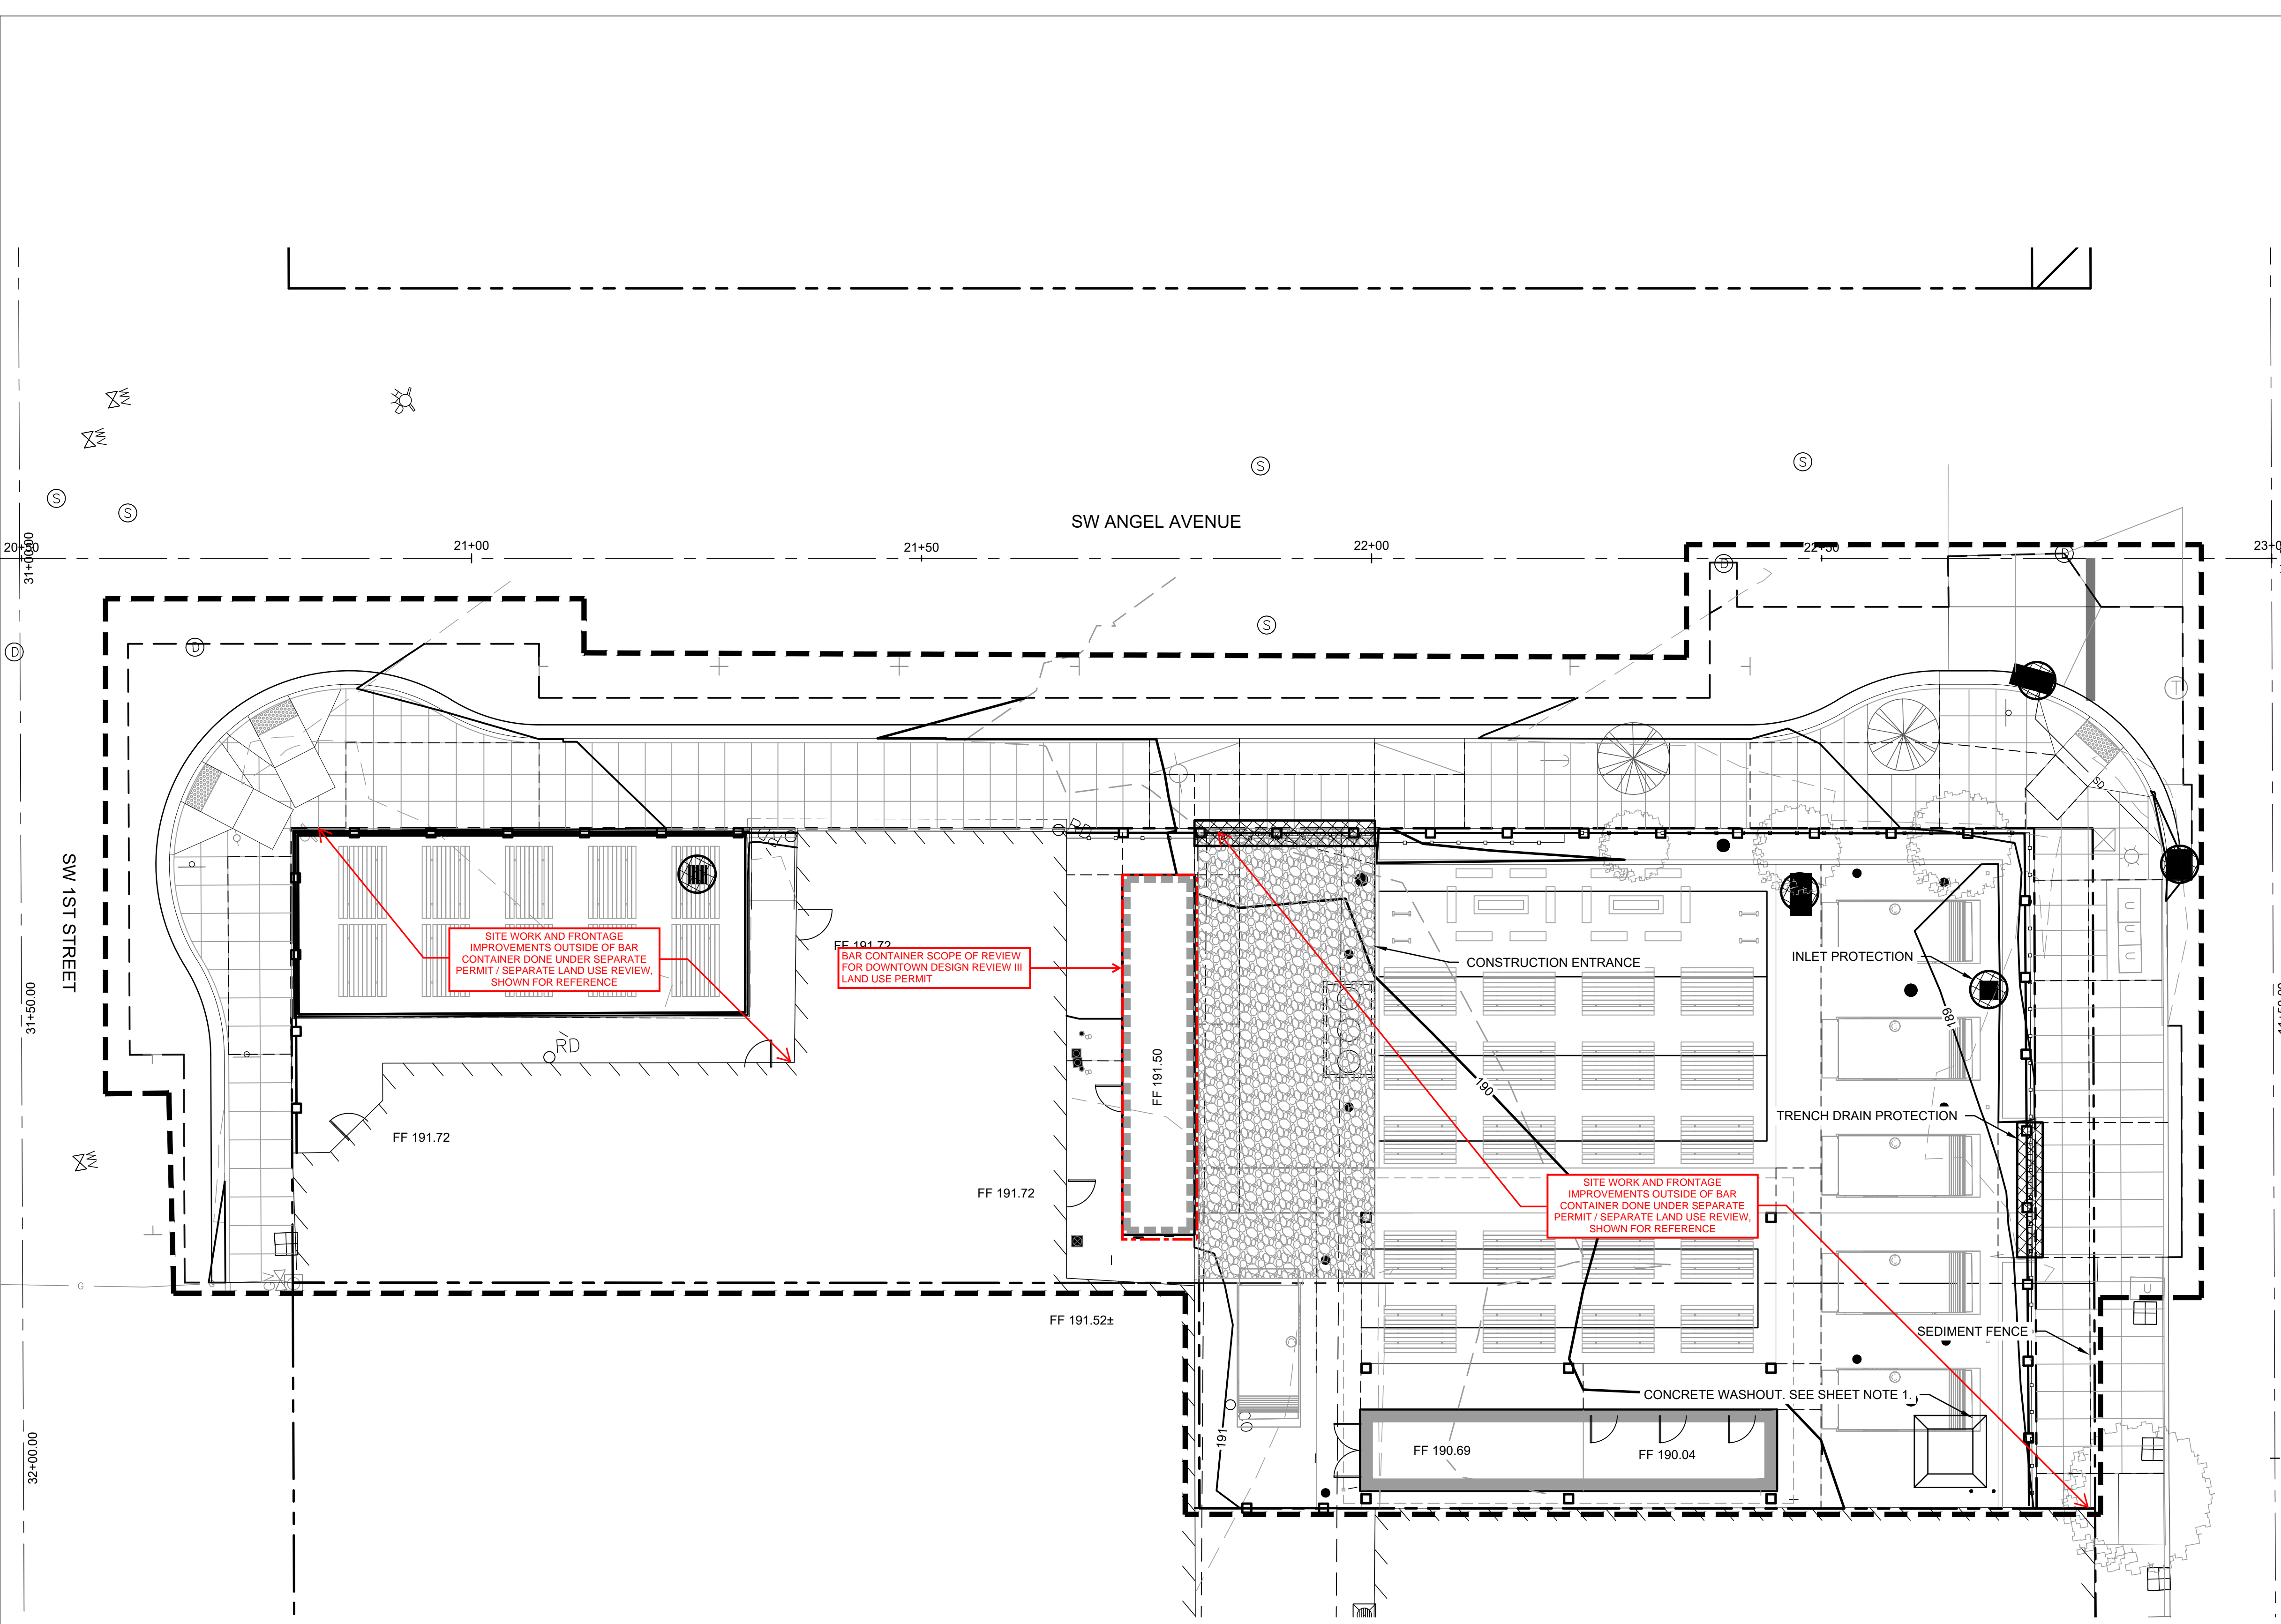 S
S
S
S
SW ANGEL AVENUE
21+00
21+50
22+00
22+50
31+00.00
D
D
D
D
S
T
SD
SW 1ST STREET
SITE WORK AND FRONTAGE
IMPROVEMENTS OUTSIDE OF BAR
CONTAINER DONE UNDER SEPARATE
PERMIT / SEPARATE LAND USE REVIEW,
SHOWN FOR REFERENCE
FF 191.72
BAR CONTAINER SCOPE OF REVIEW
FOR DOWNTOWN DESIGN REVIEW III
LAND USE PERMIT
CONSTRUCTION ENTRANCE
INLET PROTECTION
31+50.00
RD
FF 191.50
190
189
TRENCH DRAIN PROTECTION
FF 191.72
FF 191.72
SITE WORK AND FRONTAGE
IMPROVEMENTS OUTSIDE OF BAR
CONTAINER DONE UNDER SEPARATE
PERMIT / SEPARATE LAND USE REVIEW,
SHOWN FOR REFERENCE
G
U
FF 191.52±
SEDIMENT FENCE
CONCRETE WASHOUT. SEE SHEET NOTE 1.
191
CO
32+00.00
FF 190.69
FF 190.04